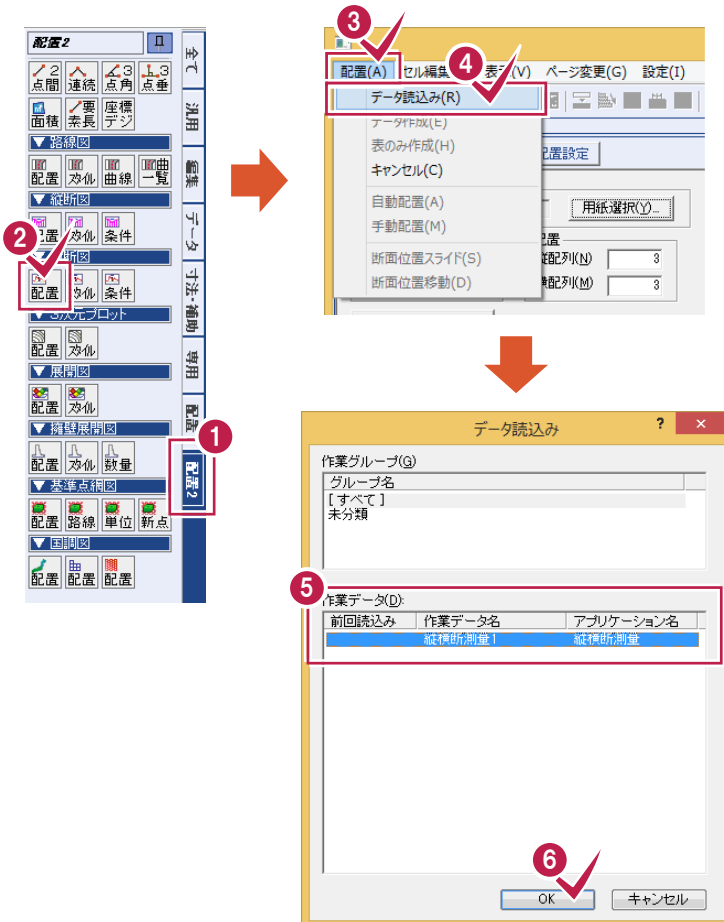 配置2
2
点間
連続
3
点角
3
点垂
面積
要
素長
座標
デジ
▼ 路線図
配置
スタイル
曲線
曲
一覧
▼ 縦断図
配置
スタイル
条件
断図
配置
スタイル
条件
▼ 3次元プロット
配置
スタイル
▼ 展開図
配置
スタイル
▼ 擁壁展開図
配置
スタイル
数量
▼ 基準点網図
配置
路線
単位
新点
▼ 国調図
配置
配置
配置
全て
汎用
編集
データ
寸法・補助
専用
配置
配置2
1
2
3
4
配置(A)
セル編集
表示(V)
ページ変更(G)
設定(I)
データ読込み(R)
データ作成(E)
表のみ作成(H)
キャンセル(C)
自動配置(A)
手動配置(M)
断面位置スライド(S)
断面位置移動(D)
配置設定
用紙選択(Y)...
配置
縦配列(N)
3
横配列(M)
3
データ読込み
?
×
作業グループ(G)
グループ名
[すべて]
未分類
5
作業データ(D):
前回読込み
作業データ名
アプリケーション名
縦横断測量1
縦横断測量
6
OK
キャンセル